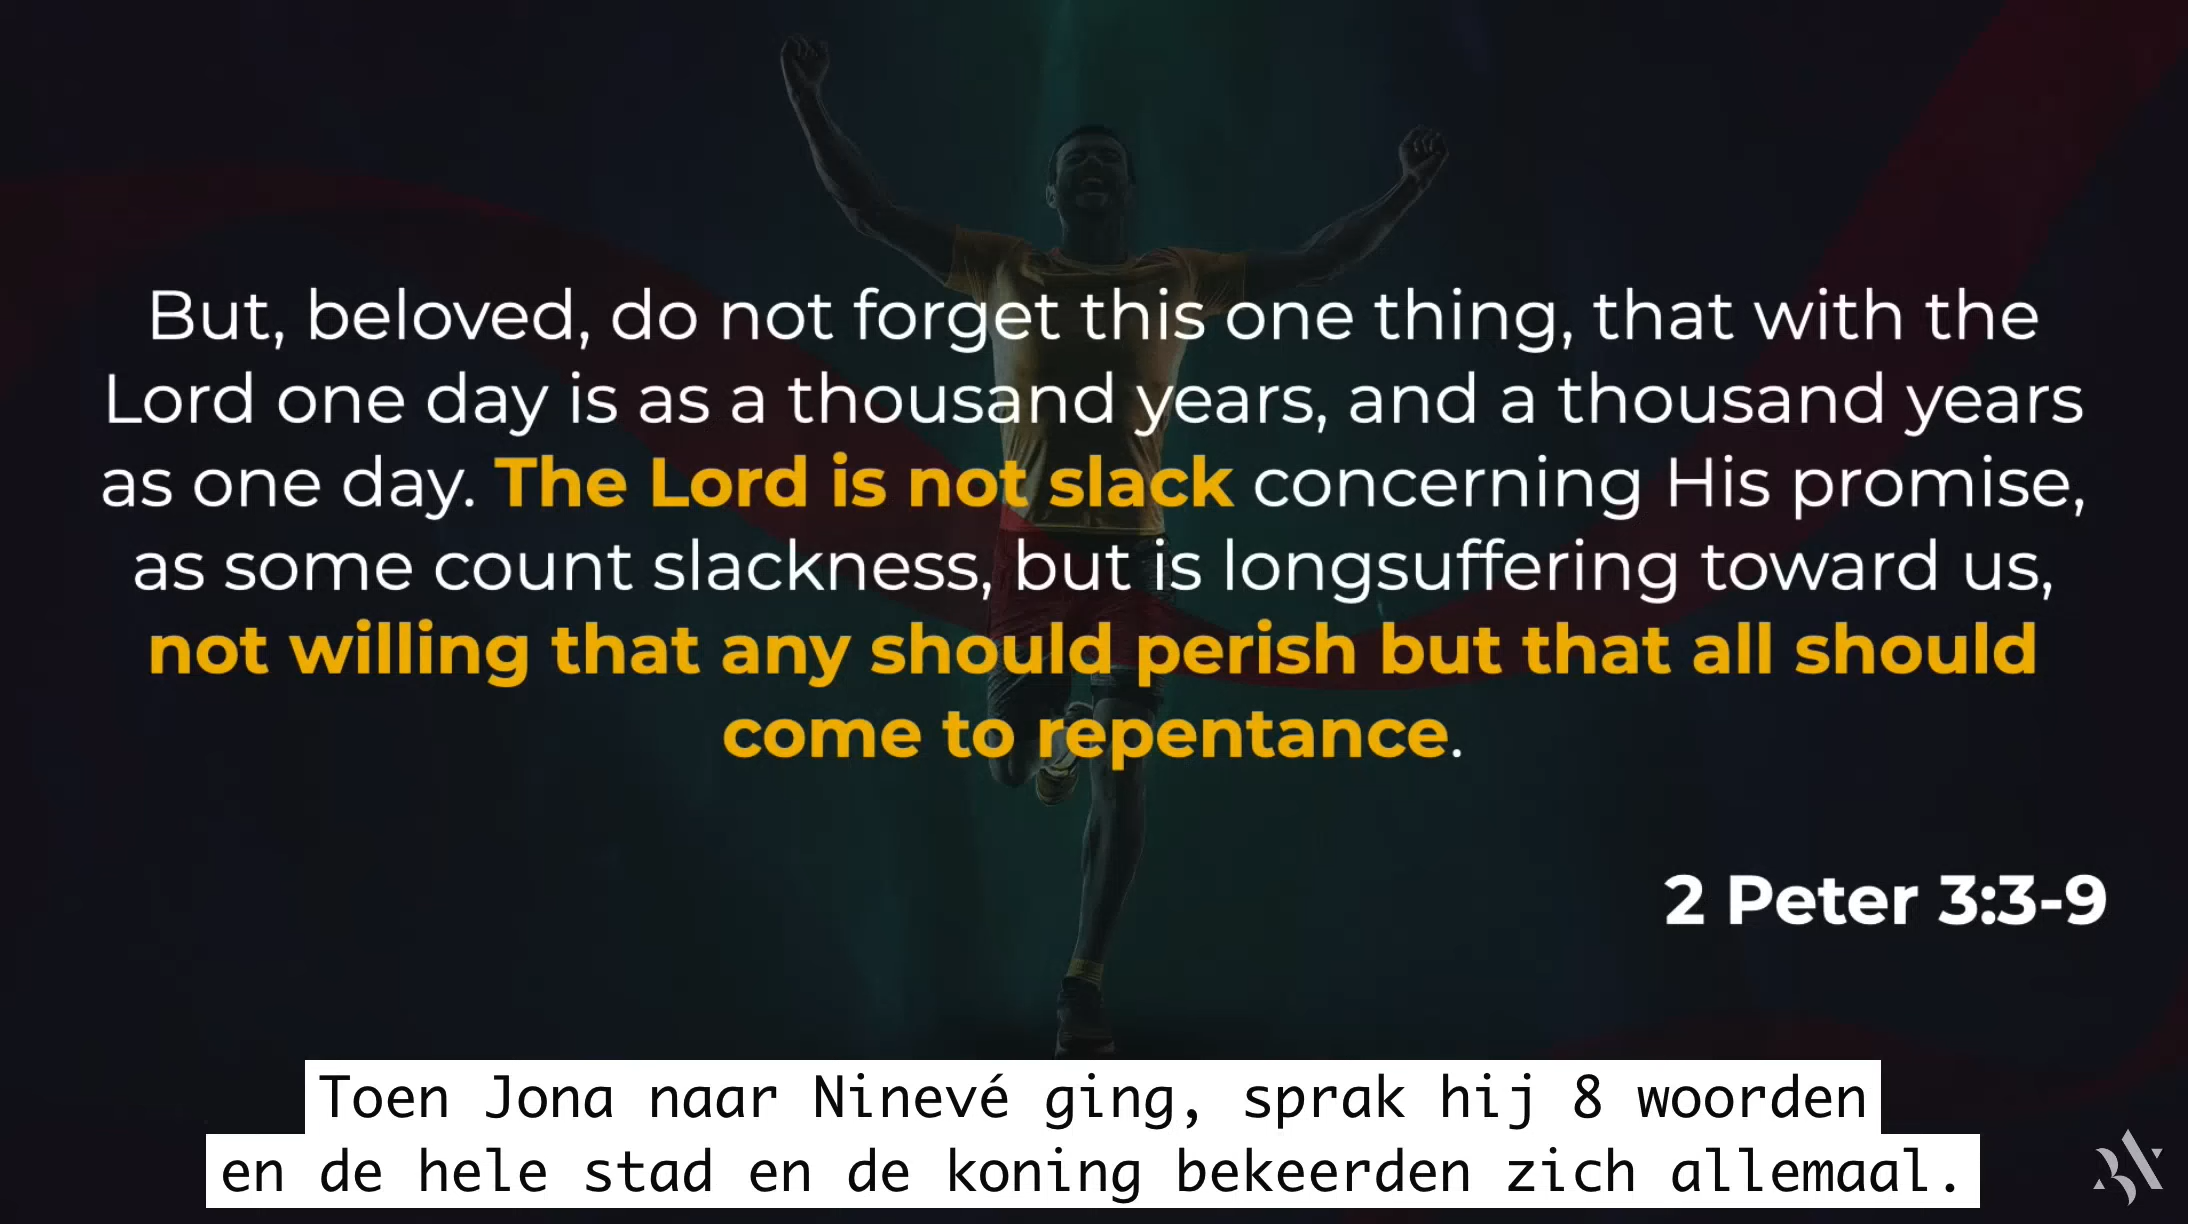 But, beloved, do not forget this one thing, that with the
Lord one day is as a thousand years, and a thousand years
as one day. The Lord is not slack concerning His promise,
as some count slackness, but is longsuffering toward us,
not willing that any should perish but that all should
come to repentance.
2 Peter 3:3-9
Toen Jona naar Ninevé ging, sprak hij 8 woorden
en de hele stad en de koning bekeerden zich allemaal.